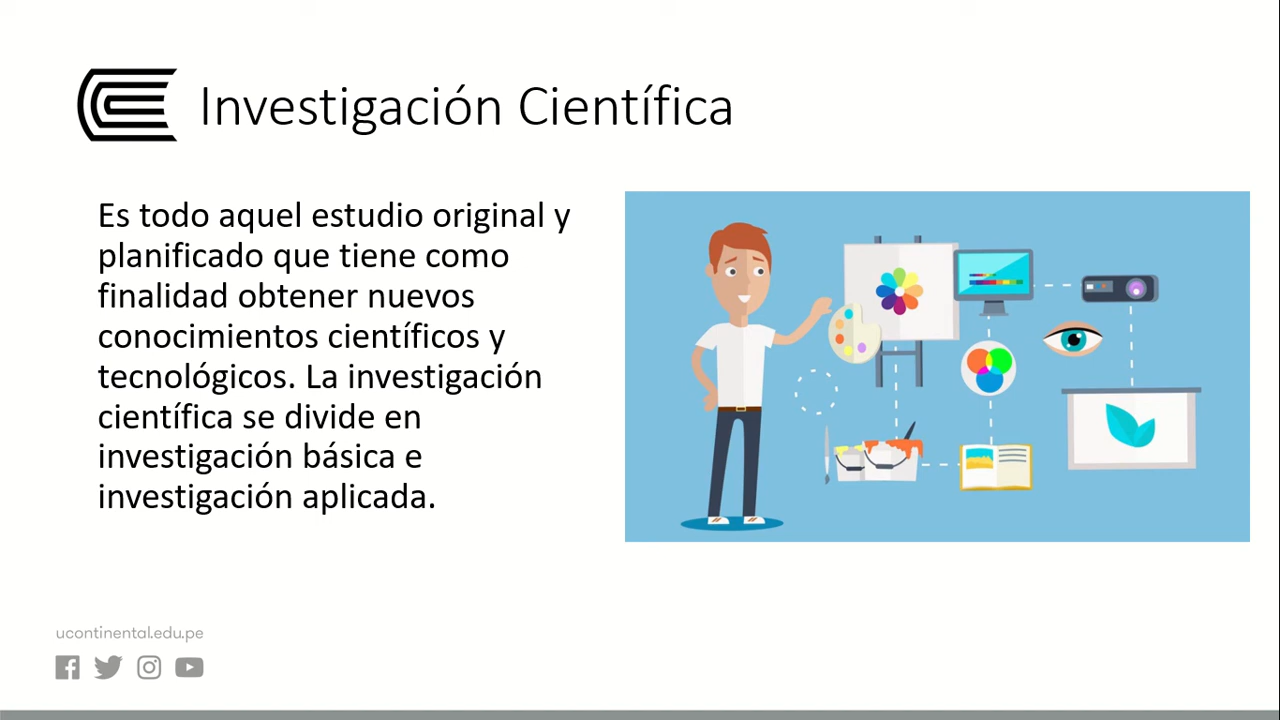 Investigación Científica
Es todo aquel estudio original y
planificado que tiene como
finalidad obtener nuevos
conocimientos científicos y
tecnológicos. La investigación
científica se divide en
investigación básica e
investigación aplicada.
ucontinental.edu.pe